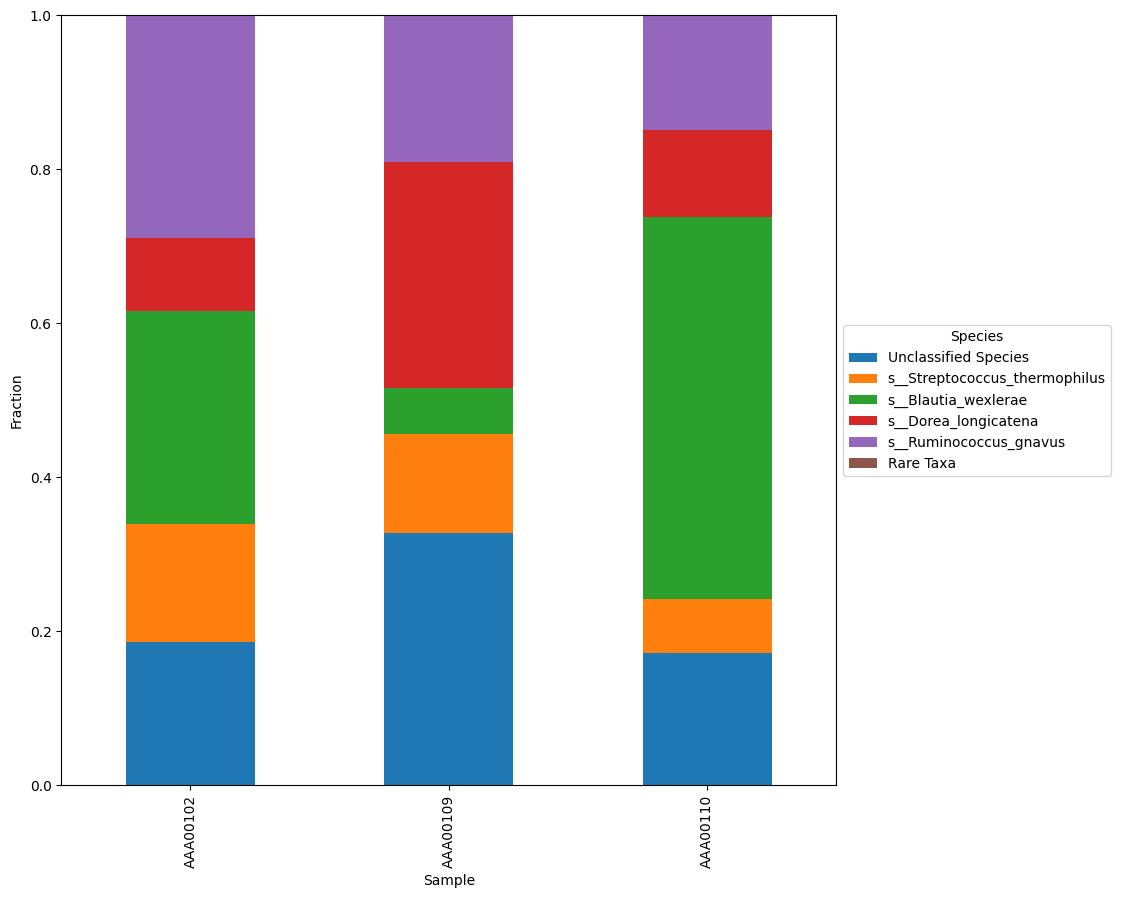 1.0
0.8
0.6
0.4
0.2
0.0
Fraction
AAA00102
AAA00109
AAA00110
Sample
Species
Unclassified Species
s__Streptococcus_thermophilus
s__Blautia_wexlerae
s__Dorea_longicatena
s__Ruminococcus_gnavus
Rare Taxa